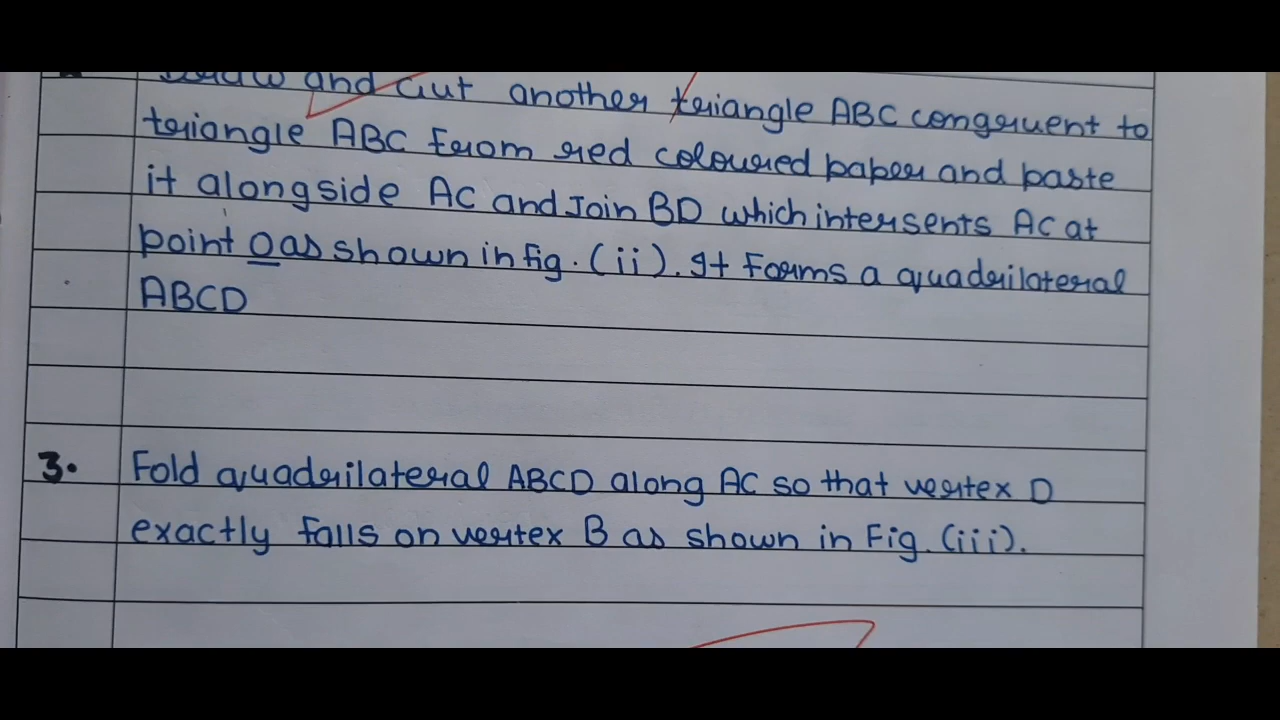 Draw and Cut another triangle ABC congruent to
triangle ABC from red coloured paper and paste
it alongside AC and Join BD which intersents AC at
point O as shown in fig. (ii). It forms a quadrilateral
ABCD
3. Fold quadrilateral ABCD along AC so that vertex D
exactly falls on vertex B as shown in Fig. (iii).